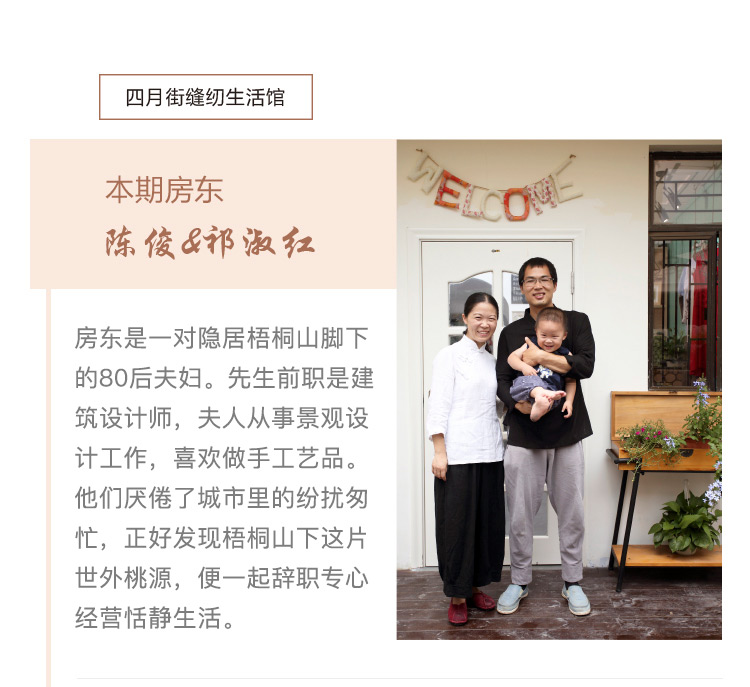 四月街缝纫生活馆
本期房东
陈俊&祁淑红
WELCOME
房东是一对隐居梧桐山脚下
的80后夫妇。先生前职是建
筑设计师，夫人从事景观设
计工作，喜欢做手工艺品。
他们厌倦了城市里的纷扰匆
忙，正好发现梧桐山下这片
世外桃源，便一起辞职专心
经营恬静生活。